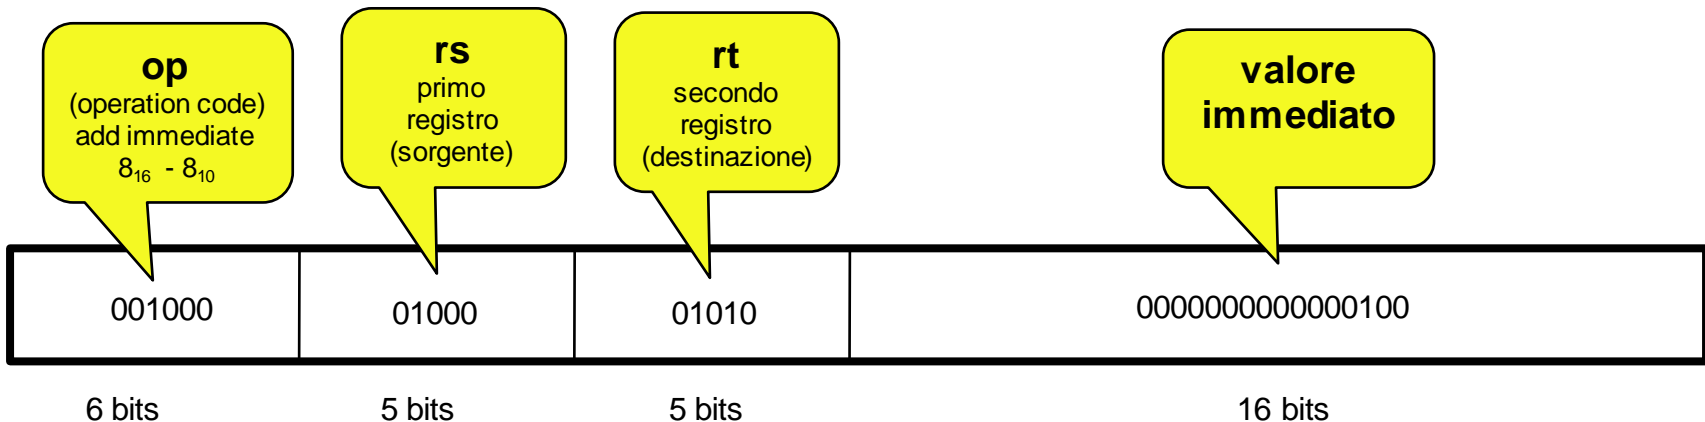 op
(operation code)
add immediate
8₁₆ - 8₁₀
rs
primo
registro
(sorgente)
rt
secondo
registro
(destinazione)
valore
immediato
001000
01000
01010
0000000000000100
6 bits
5 bits
5 bits
16 bits